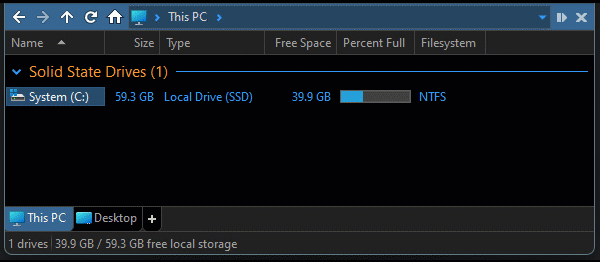 This PC
Name Size Type Free Space Percent Full Filesystem
Solid State Drives (1)
System (C:) 59.3 GB Local Drive (SSD) 39.9 GB NTFS
This PC Desktop +
1 drives 39.9 GB / 59.3 GB free local storage